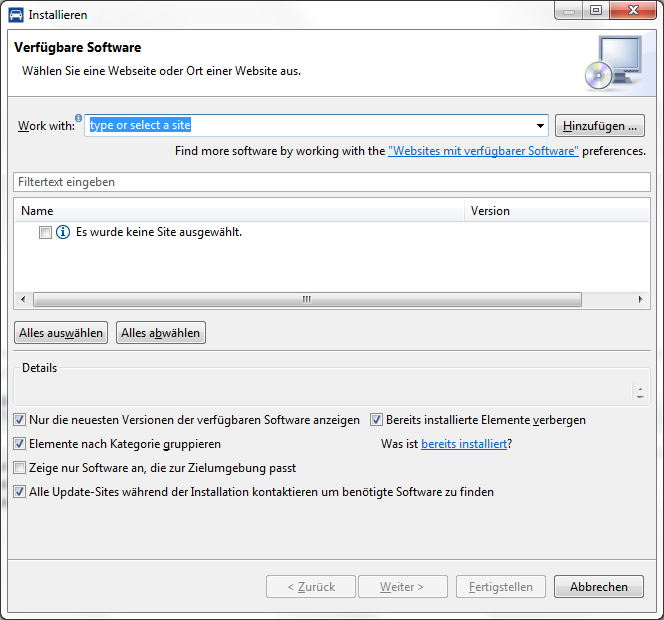 Installieren
Verfügbare Software
Wählen Sie eine Webseite oder Ort einer Website aus.
Work with: type or select a site Hinzufügen ...
Find more software by working with the "Websites mit verfügbarer Software" preferences.
Filtertext eingeben
Name Version
Es wurde keine Site ausgewählt.
Alles auswählen Alles abwählen
Details
Nur die neuesten Versionen der verfügbaren Software anzeigen Bereits installierte Elemente verbergen
Elemente nach Kategorie gruppieren Was ist bereits installiert?
Zeige nur Software an, die zur Zielumgebung passt
Alle Update-Sites während der Installation kontaktieren um benötigte Software zu finden
< Zurück Weiter > Fertigstellen Abbrechen